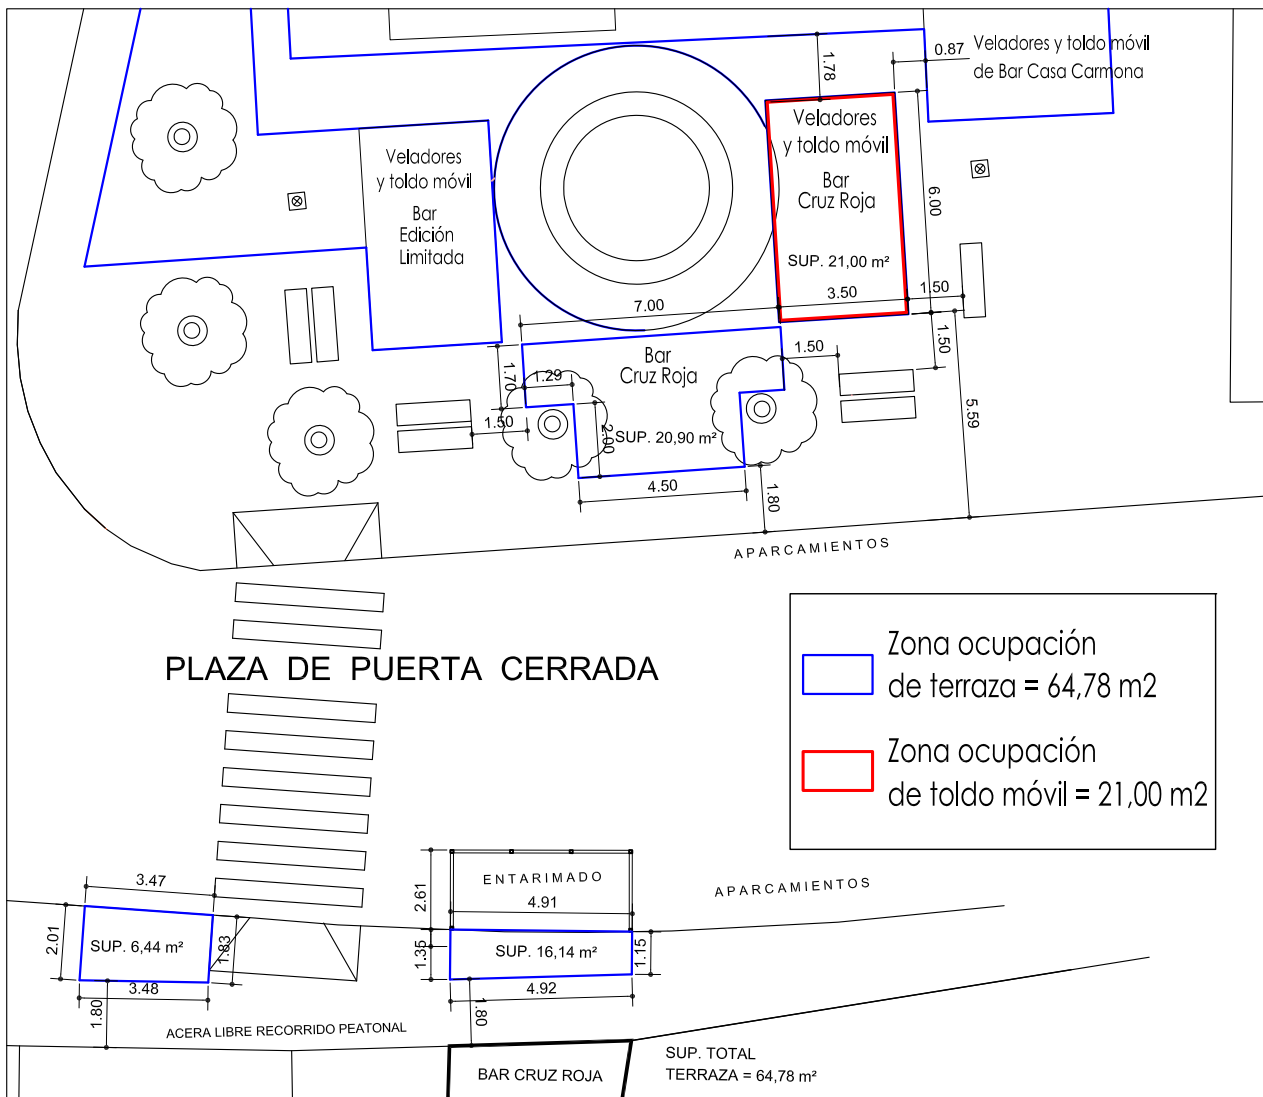 0.87
Veladores y toldo móvil
de Bar Casa Carmona
1.78
Veladores
y toldo móvil
Bar
Cruz Roja
SUP. 21,00 m²
6.00
Veladores
y toldo móvil
Bar
Edición
Limitada
7.00
3.50
1.50
1.50
5.59
1.50
Bar
Cruz Roja
1.70
1.29
1.50
2.00
SUP. 20,90 m²
4.50
1.80
APARCAMIENTOS
PLAZA DE PUERTA CERRADA
Zona ocupación
de terraza = 64,78 m2
Zona ocupación
de toldo móvil = 21,00 m2
3.47
2.01
SUP. 6,44 m²
1.83
3.48
1.80
ENTARIMADO
2.61
4.91
APARCAMIENTOS
1.35
SUP. 16,14 m²
1.15
4.92
1.80
ACERA LIBRE RECORRIDO PEATONAL
BAR CRUZ ROJA
SUP. TOTAL
TERRAZA = 64,78 m²